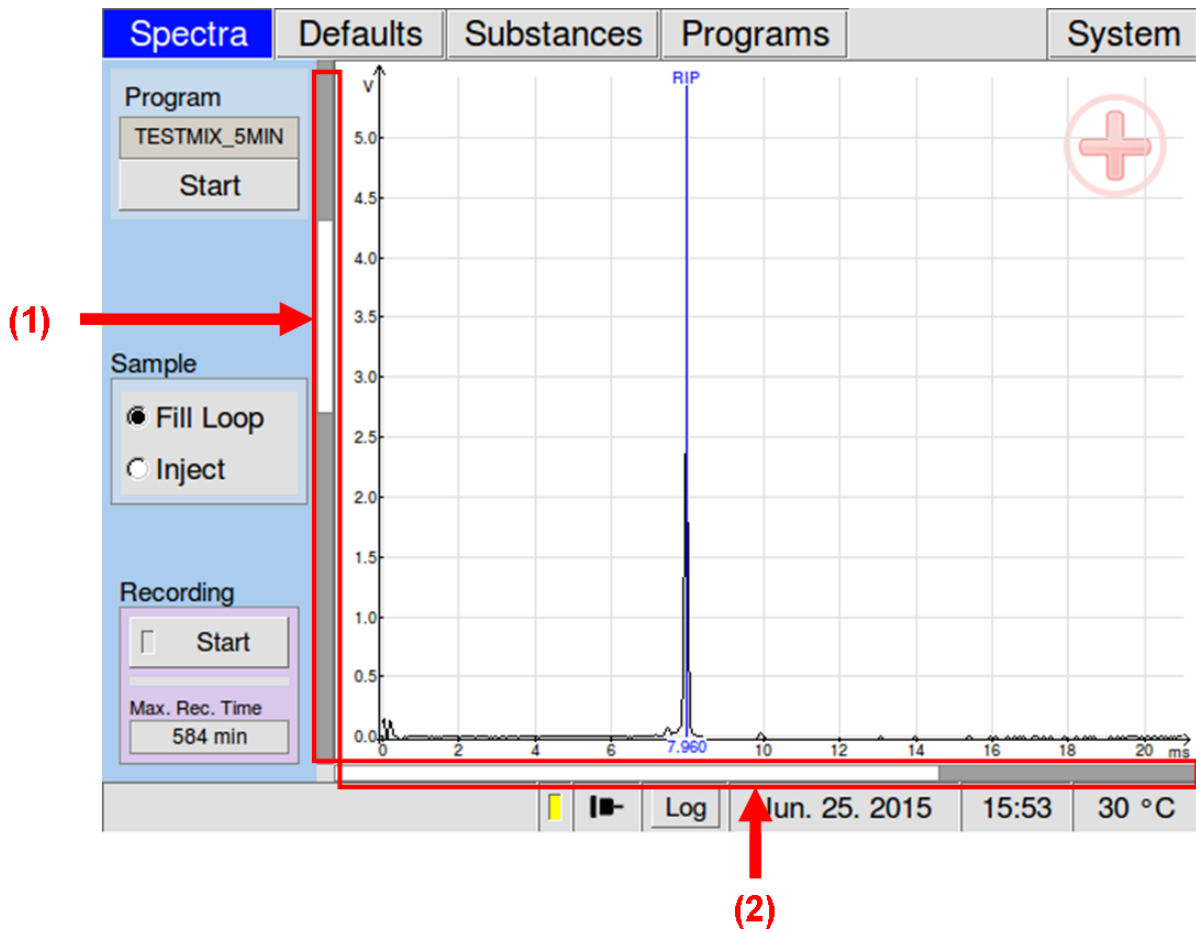 Spectra Defaults Substances Programs System
Program
TESTMIX_5MIN
Start
(1)
Sample
Fill Loop
Inject
Recording
Start
Max. Rec. Time
584 min
V
RIP
5.0
4.5
4.0
3.5
3.0
2.5
2.0
1.5
1.0
0.5
0.0
0 2 4 6 7.960 10 12 14 16 18 20 ms
Log un. 25. 2015 15:53 30 °C
(2)